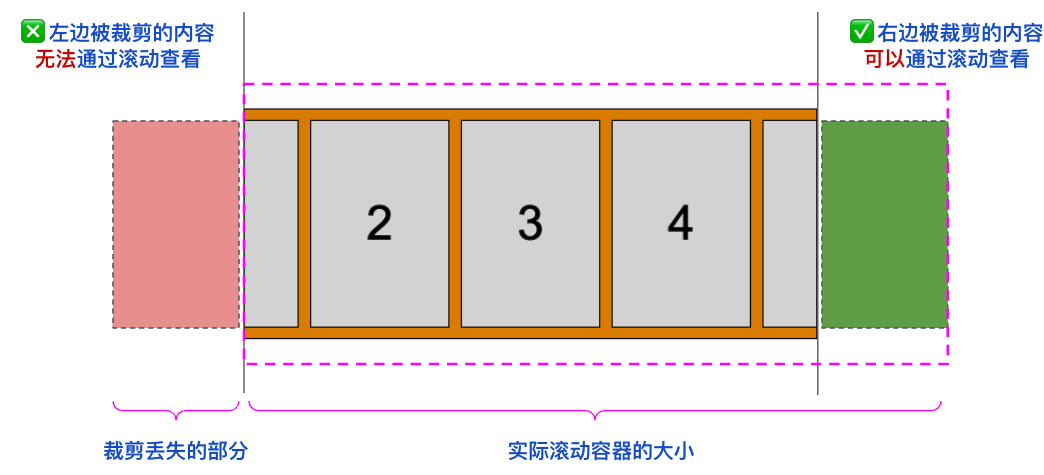 ❎ 左边被裁剪的内容
无法通过滚动查看
✅ 右边被裁剪的内容
可以通过滚动查看
2
3
4
裁剪丢失的部分
实际滚动容器的大小